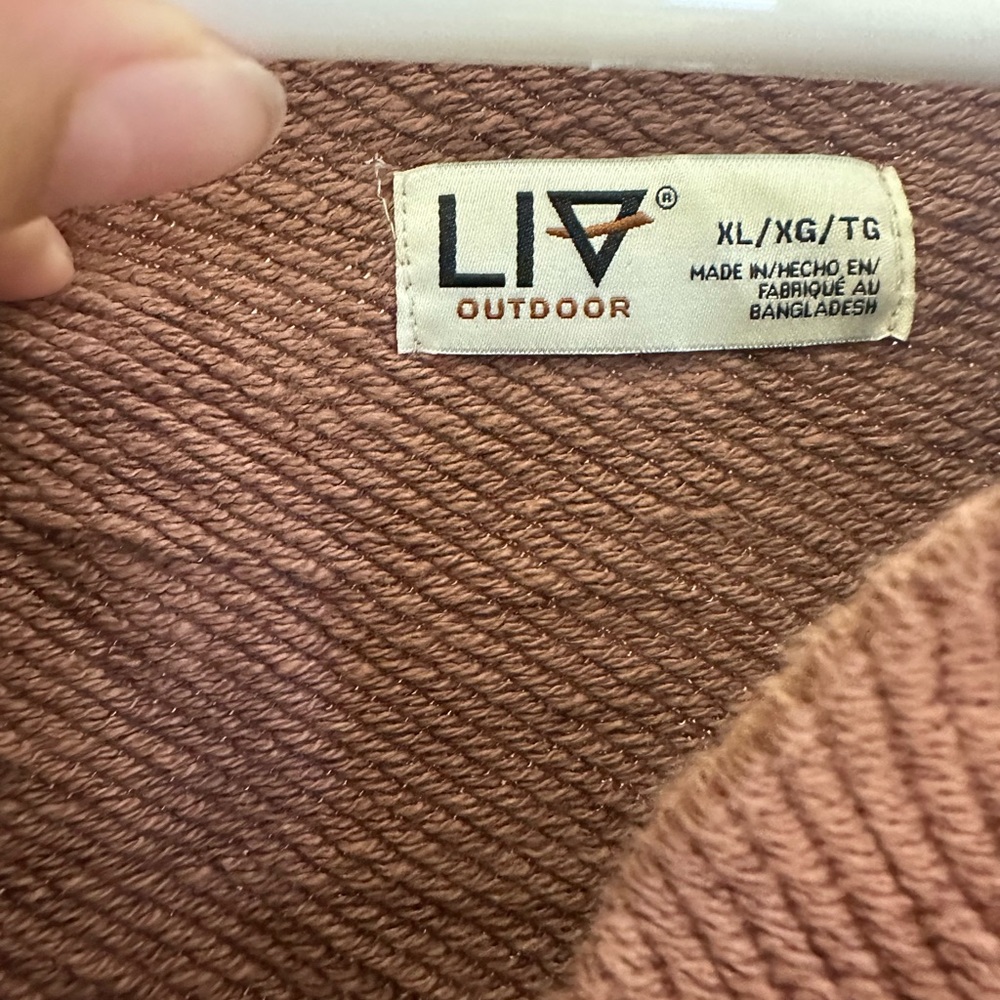 LIV®
OUTDOOR
XL/XG/TG
MADE IN/HECHO EN/
FABRIQUÉ AU
BANGLADESH